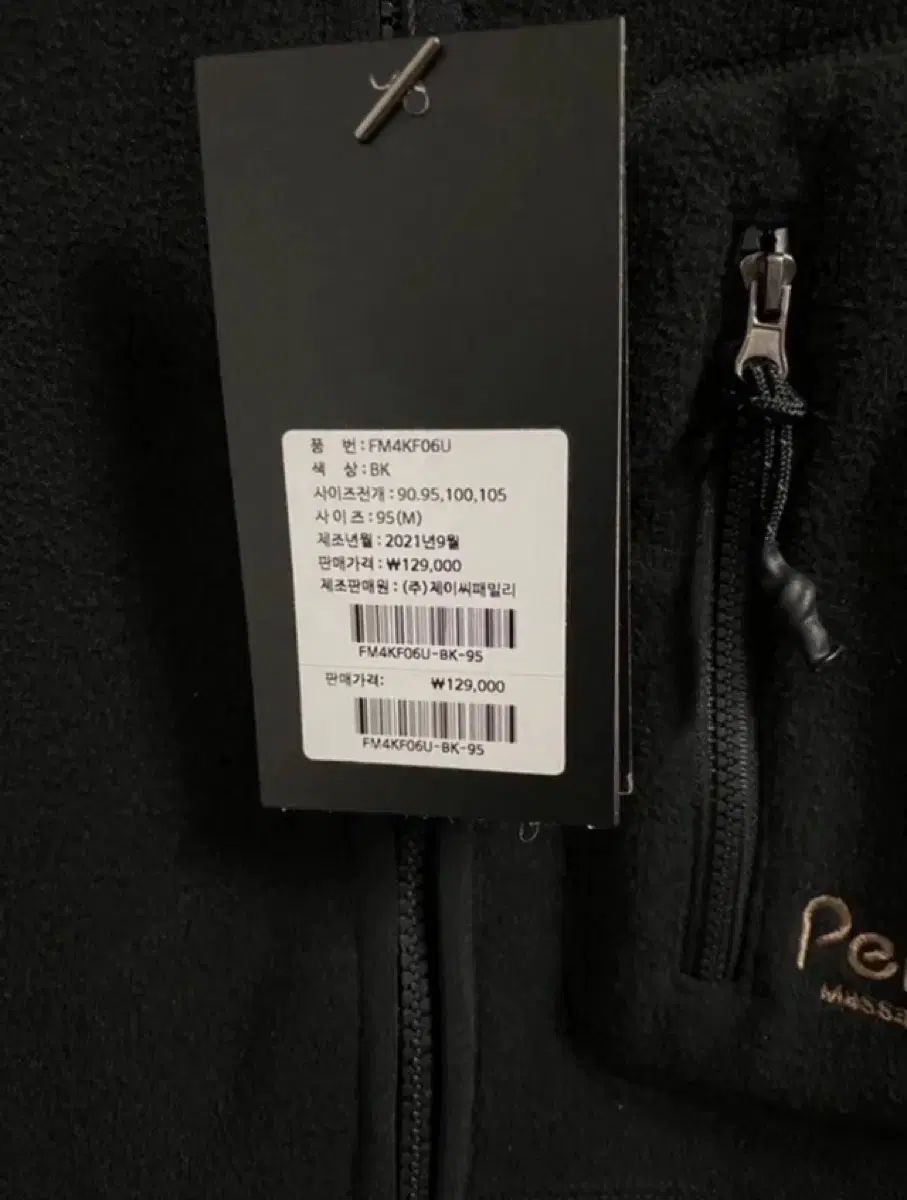 품 번 : FM4KF06U
색 상 : BK
사이즈전개 : 90.95,100,105
사 이 즈 : 95(M)
제조년월 : 2021년9월
판매가격 : ₩129,000
제조판매원 : (주)제이씨패밀리
FM4KF06U-BK-95
판매가격: ₩129,000
FM4KF06U-BK-95